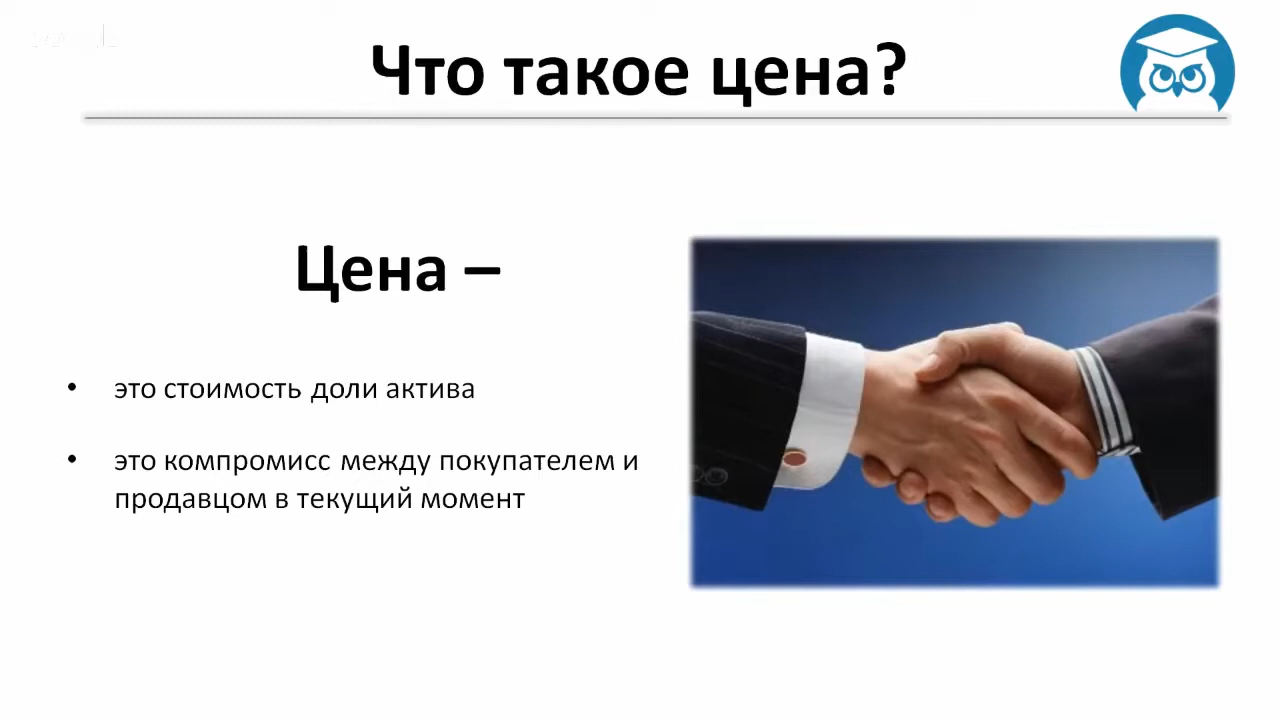 Что такое цена?
Цена –
• это стоимость доли актива
• это компромисс между покупателем и
продавцом в текущий момент